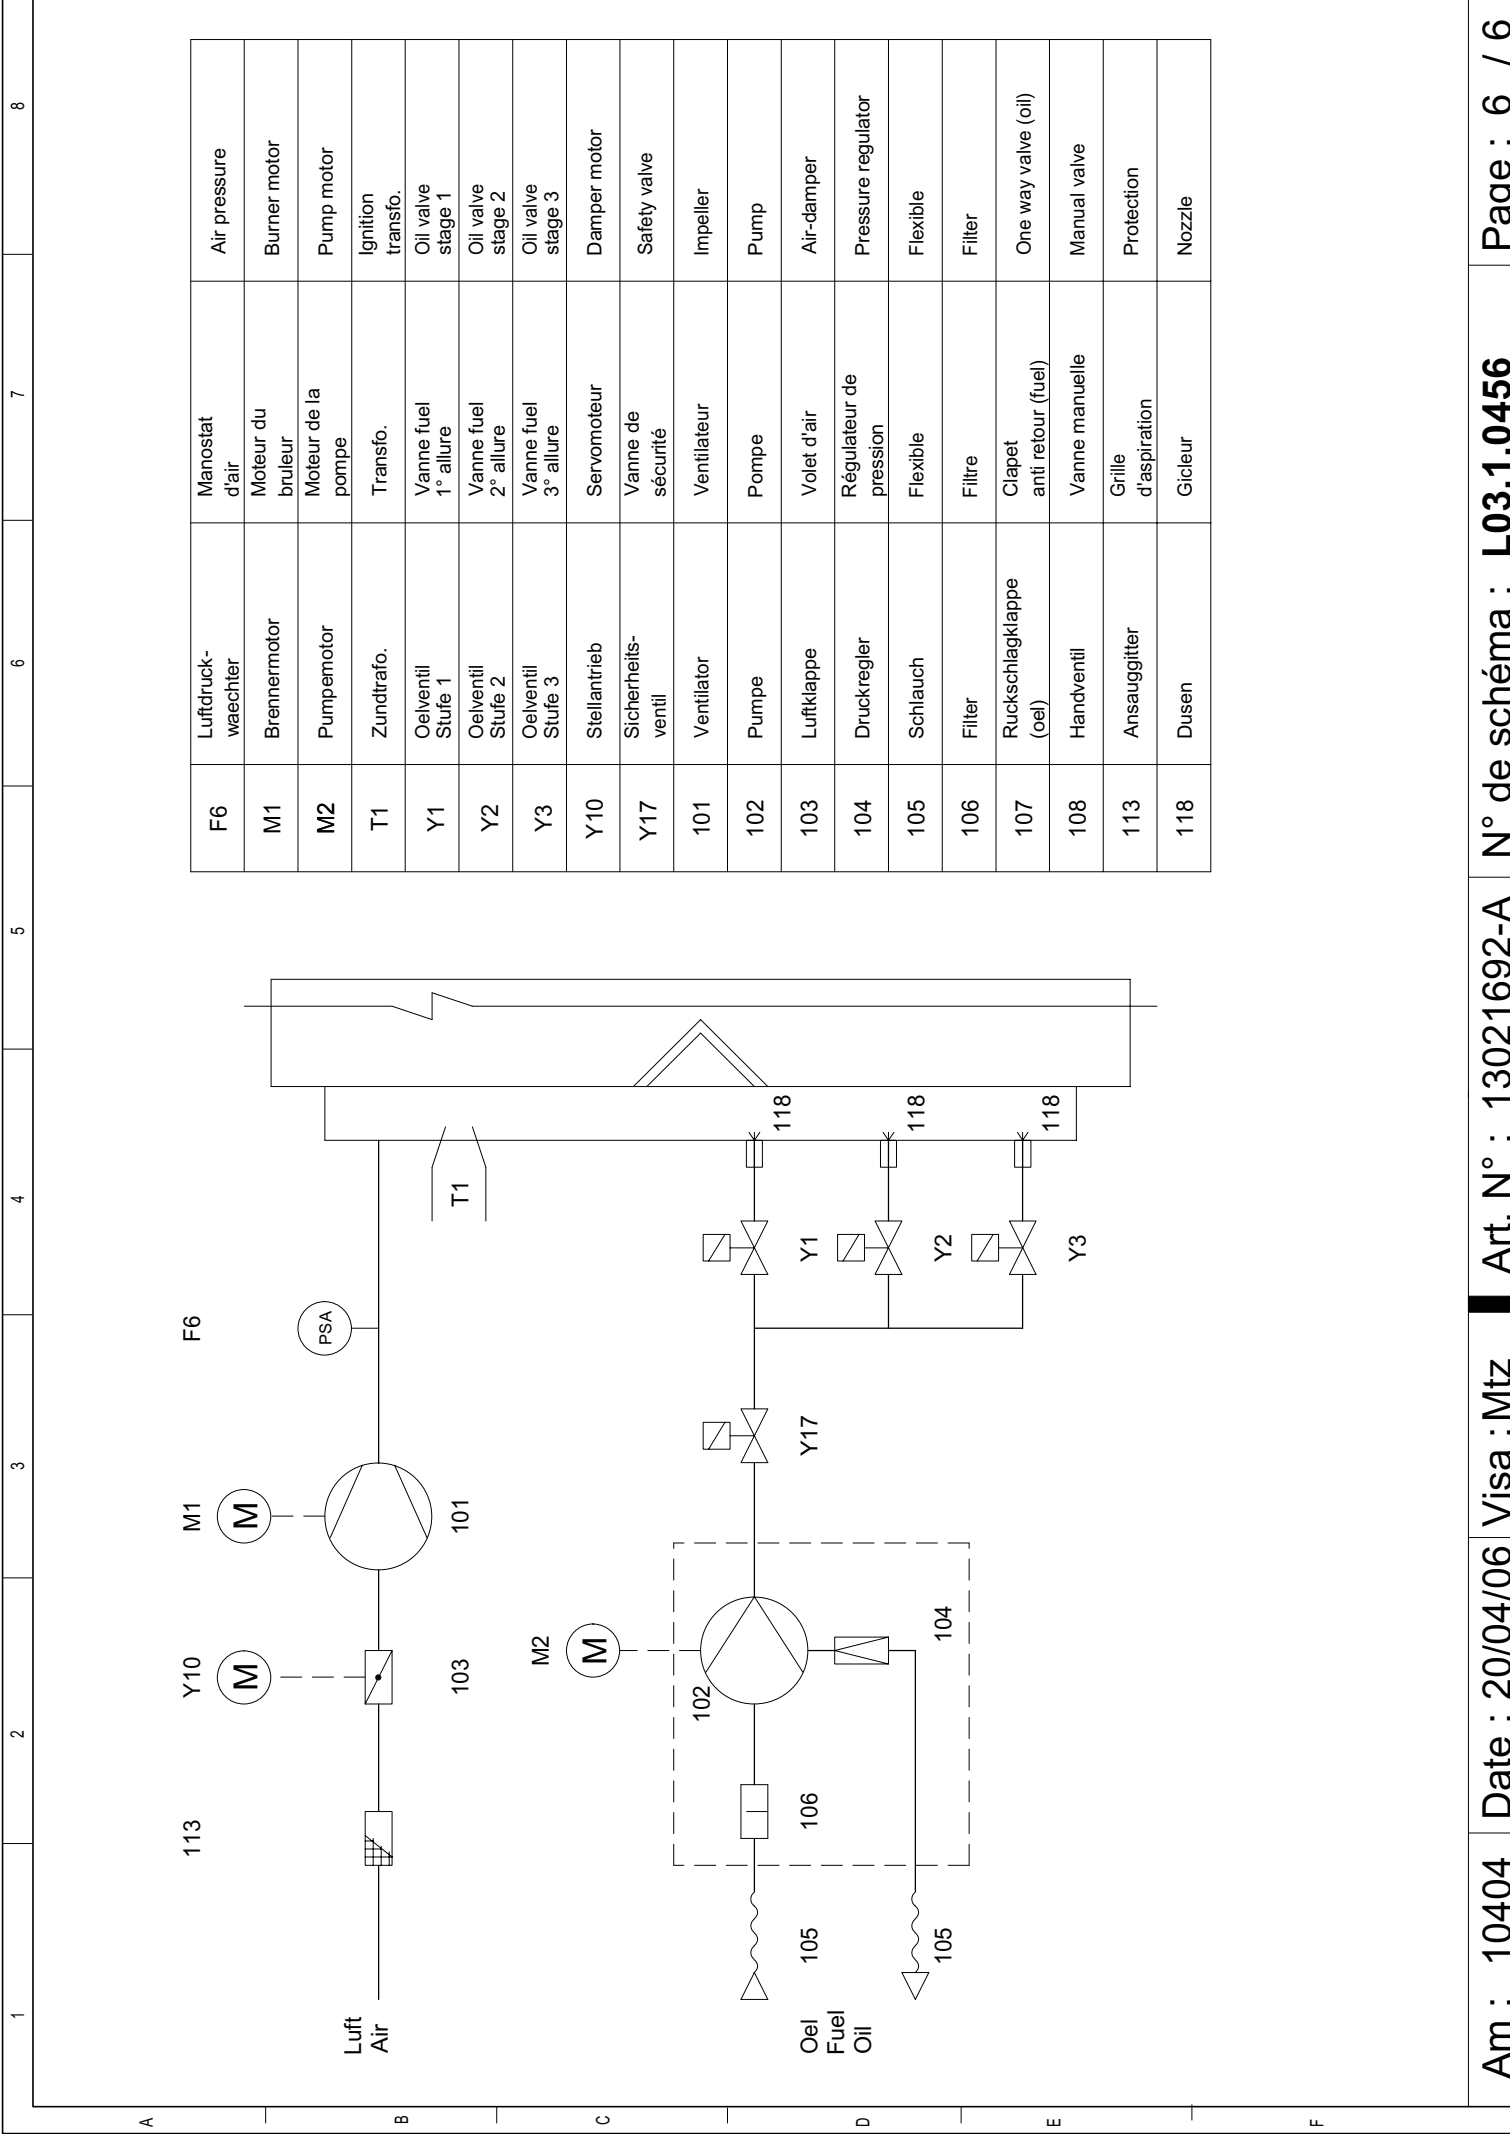 1
2
3
4
5
6
7
8
A
B
C
D
E
F
Luft
Air
113
Y10
M
103
M1
M
101
F6
PSA
T1
M2
M
102
104
106
105
105
Oel
Fuel
Oil
Y17
Y1
Y2
Y3
118
118
118
F6 Luftdruck- Manostat Air pressure
waechter d'air
M1 Brennermotor Moteur du Burner motor
bruleur
M2 Pumpemotor Moteur de la Pump motor
pompe
T1 Zundtrafo. Transfo. Ignition
transfo.
Y1 Oelventil Vanne fuel Oil valve
Stufe 1 1° allure stage 1
Y2 Oelventil Vanne fuel Oil valve
Stufe 2 2° allure stage 2
Y3 Oelventil Vanne fuel Oil valve
Stufe 3 3° allure stage 3
Y10 Stellantrieb Servomoteur Damper motor
Y17 Sicherheits- Vanne de Safety valve
ventil sécurité
101 Ventilator Ventilateur Impeller
102 Pumpe Pompe Pump
103 Luftklappe Volet d'air Air-damper
104 Druckregler Régulateur de Pressure regulator
pression
105 Schlauch Flexible Flexible
106 Filter Filtre Filter
107 Ruckschlagklappe Clapet One way valve (oil)
(oel) anti retour (fuel)
108 Handventil Vanne manuelle Manual valve
113 Ansauggitter Grille Protection
d'aspiration
118 Dusen Gicleur Nozzle
Am : 10404 Date : 20/04/06 Visa : Mtz Art. N° : 13021692-A N° de schéma : L03.1.0456 Page : 6 / 6